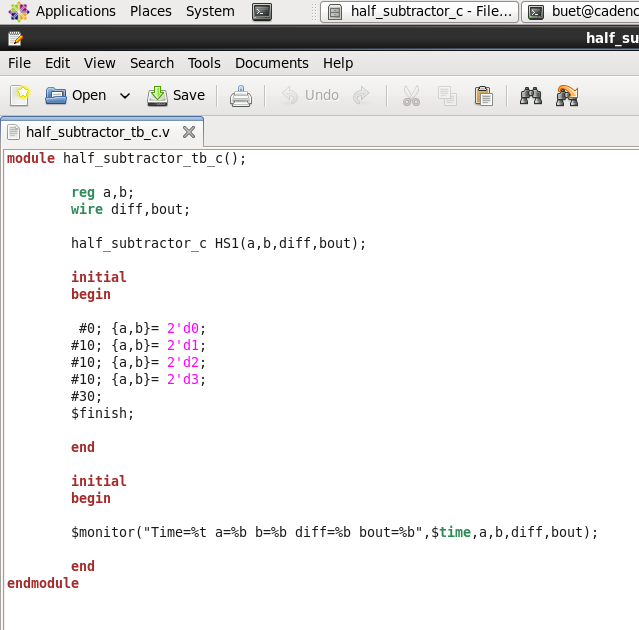 Applications Places System half_subtractor_c - File... buet@cadenc
half_su
File Edit View Search Tools Documents Help
Open Save Undo
half_subtractor_tb_c.v
module half_subtractor_tb_c();
reg a,b;
wire diff,bout;
half_subtractor_c HS1(a,b,diff,bout);
initial
begin
#0; {a,b}= 2'd0;
#10; {a,b}= 2'd1;
#10; {a,b}= 2'd2;
#10; {a,b}= 2'd3;
#30;
$finish;
end
initial
begin
$monitor("Time=%t a=%b b=%b diff=%b bout=%b",$time,a,b,diff,bout);
end
endmodule